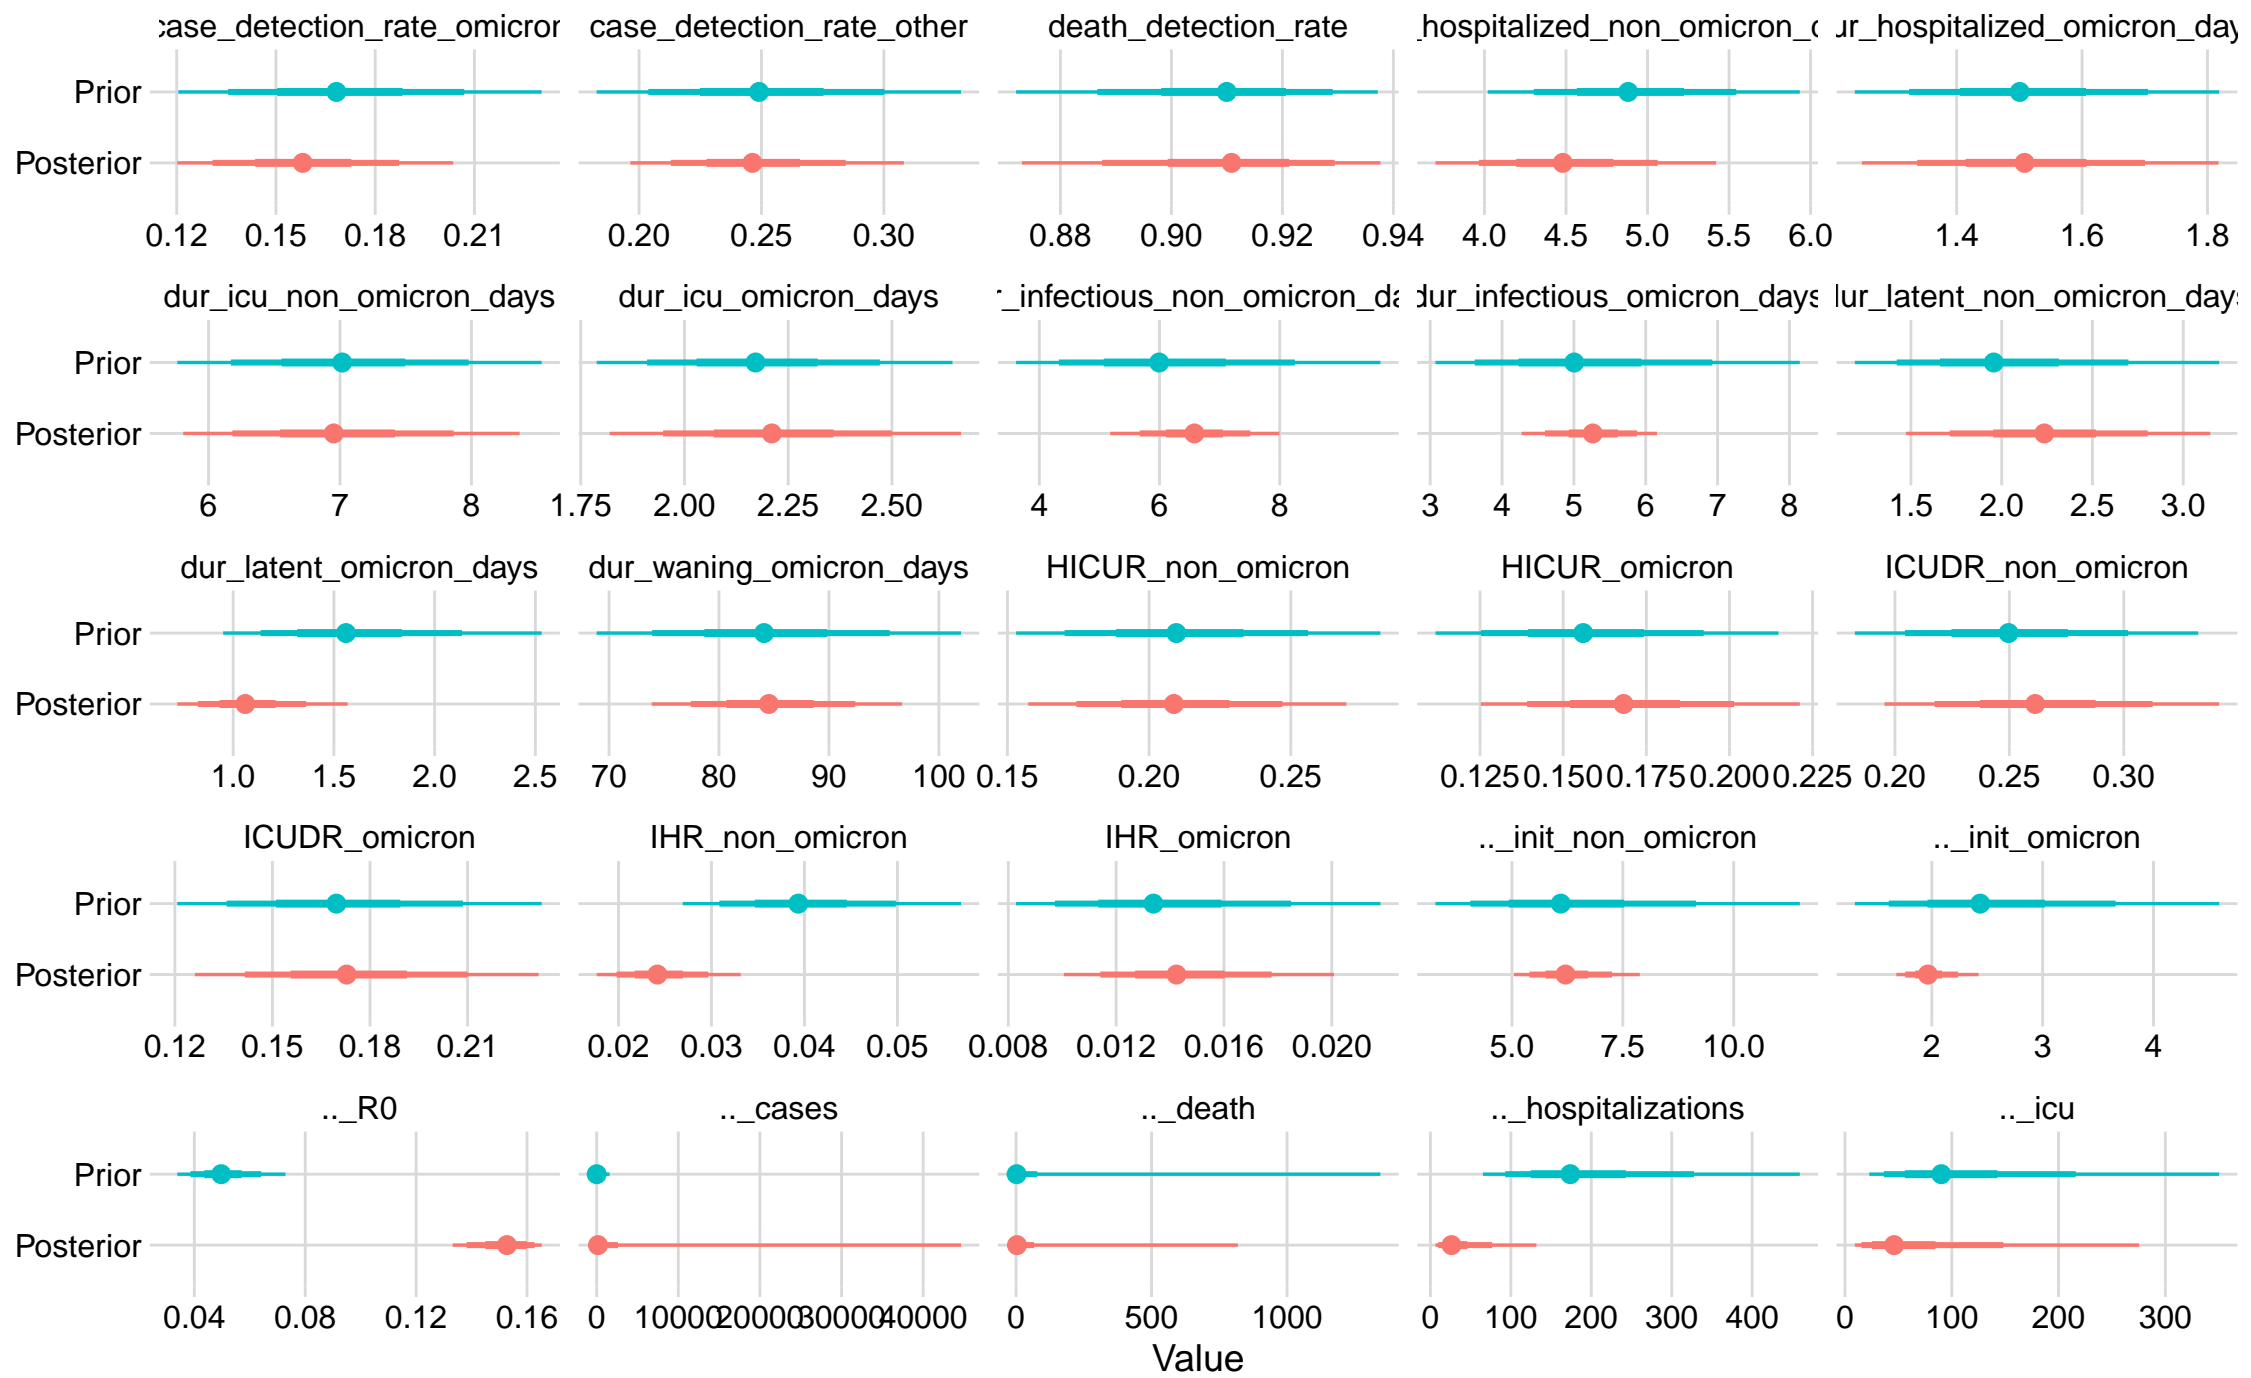 case_detection_rate_omicron case_detection_rate_other death_detection_rate _hospitalized_non_omicron_ ur_hospitalized_omicron_day
Prior
Posterior
0.12 0.15 0.18 0.21 0.20 0.25 0.30 0.88 0.90 0.92 0.94 4.0 4.5 5.0 5.5 6.0 1.4 1.6 1.8
dur_icu_non_omicron_days dur_icu_omicron_days r_infectious_non_omicron_da dur_infectious_omicron_days dur_latent_non_omicron_days
Prior
Posterior
6 7 8 1.75 2.00 2.25 2.50 4 6 8 3 4 5 6 7 8 1.5 2.0 2.5 3.0
dur_latent_omicron_days dur_waning_omicron_days HICUR_non_omicron HICUR_omicron ICUDR_non_omicron
Prior
Posterior
1.0 1.5 2.0 2.5 70 80 90 100 0.15 0.20 0.25 0.125 0.150 0.175 0.200 0.225 0.20 0.25 0.30
ICUDR_omicron IHR_non_omicron IHR_omicron .._init_non_omicron .._init_omicron
Prior
Posterior
0.12 0.15 0.18 0.21 0.02 0.03 0.04 0.05 0.008 0.012 0.016 0.020 5.0 7.5 10.0 2 3 4
.._R0 .._cases .._death .._hospitalizations .._icu
Prior
Posterior
0.04 0.08 0.12 0.16 0 10000 20000 30000 40000 0 500 1000 0 100 200 300 400 0 100 200 300
Value